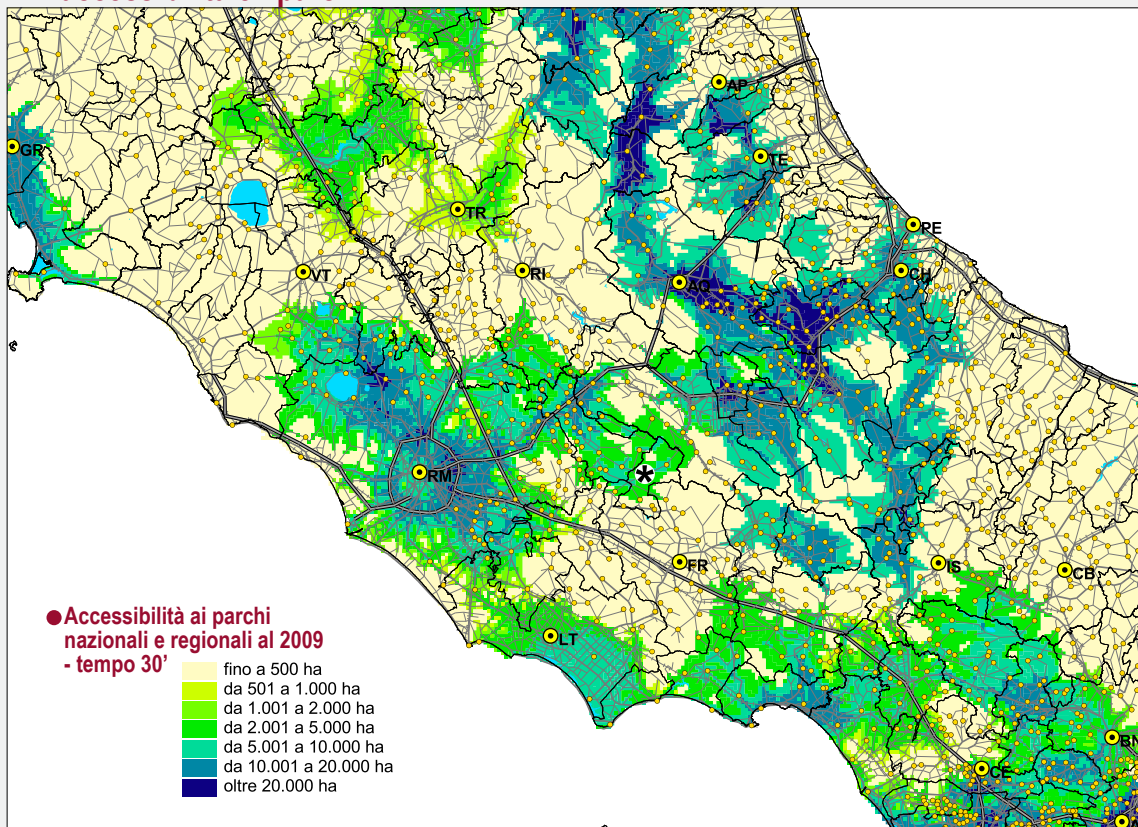 AP
GR
TE
TR
PE
VT
RI
AQ
CH
*
RM
FR
IS
CB
LT
● Accessibilità ai parchi
nazionali e regionali al 2009
- tempo 30’
fino a 500 ha
da 501 a 1.000 ha
da 1.001 a 2.000 ha
da 2.001 a 5.000 ha
da 5.001 a 10.000 ha
da 10.001 a 20.000 ha
oltre 20.000 ha
BN
CE